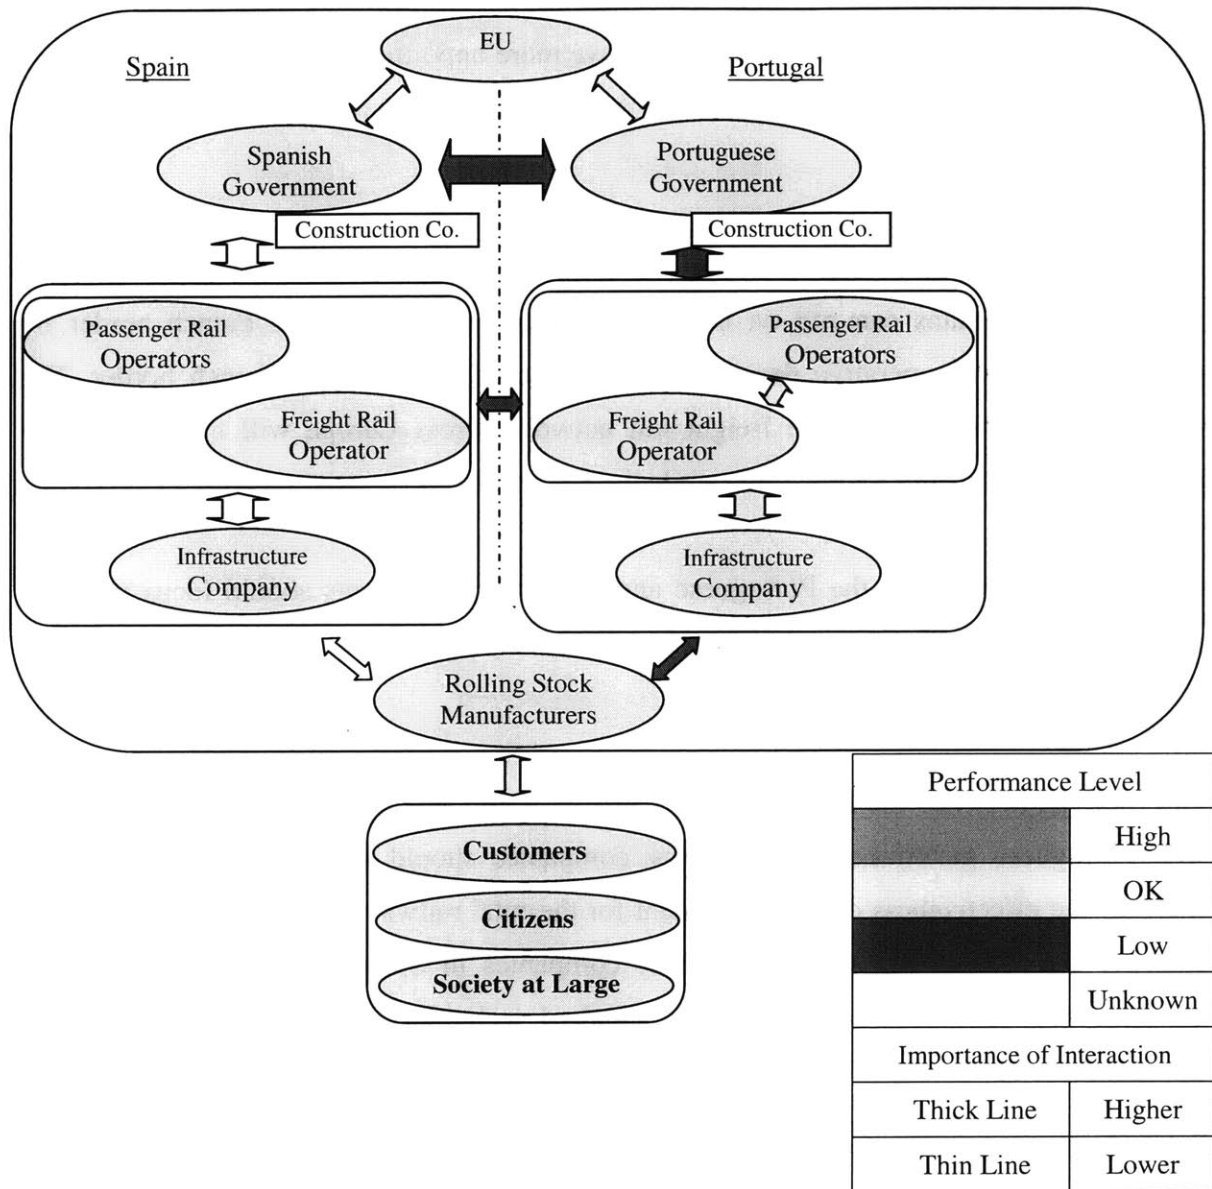 EU
Spain
Portugal
Spanish
Government
Portuguese
Government
Construction Co.
Construction Co.
Passenger Rail
Operators
Freight Rail
Operator
Infrastructure
Company
Passenger Rail
Operators
Freight Rail
Operator
Infrastructure
Company
Rolling Stock
Manufacturers
Customers
Citizens
Society at Large
Performance Level
High
OK
Low
Unknown
Importance of Interaction
Thick Line Higher
Thin Line Lower